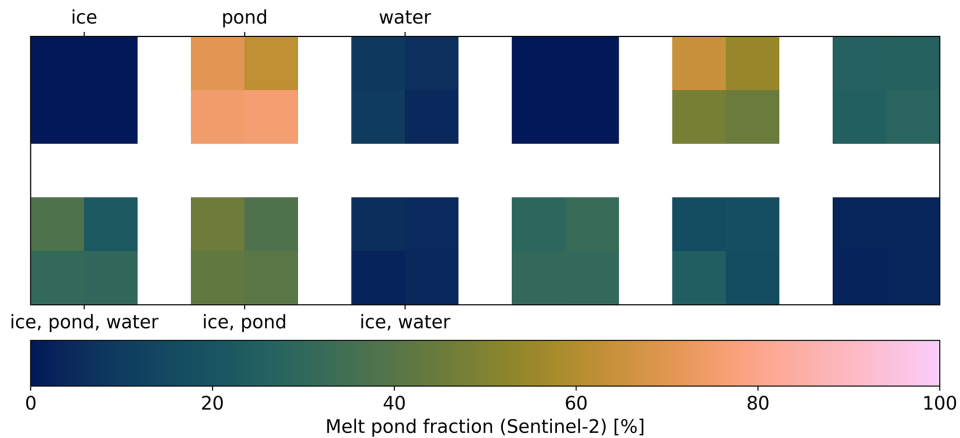 ice pond water
ice, pond, water ice, pond ice, water
0 20 40 60 80 100
Melt pond fraction (Sentinel-2) [%]